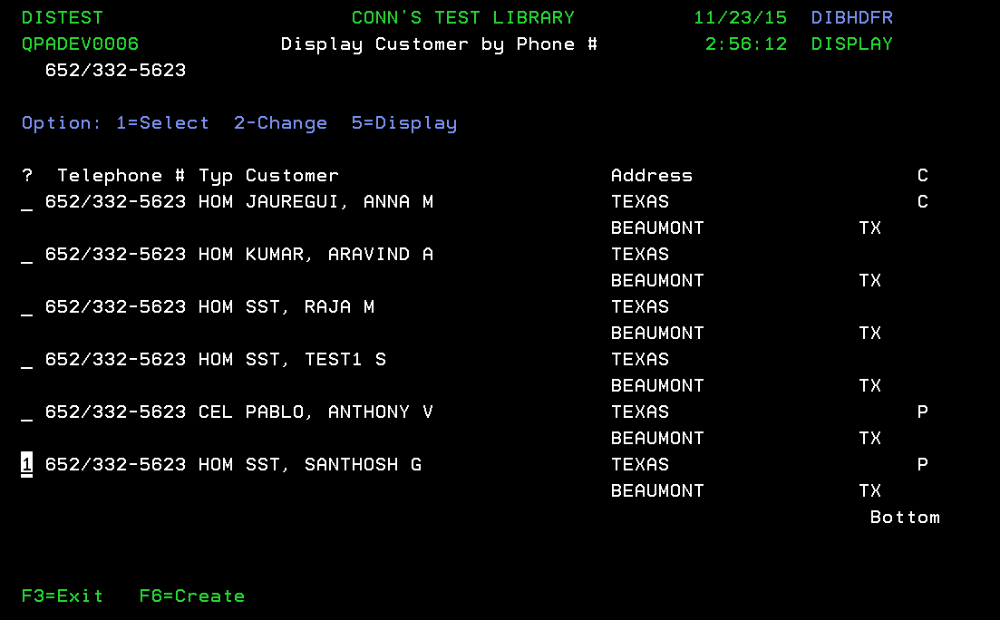 DISTEST CONN'S TEST LIBRARY 11/23/15 DIBHDFR
QPADEV0006 Display Customer by Phone # 2:56:12 DISPLAY
652/332-5623
Option: 1=Select 2-Change 5=Display
? Telephone # Typ Customer Address C
_ 652/332-5623 HOM JAUREGUI, ANNA M TEXAS C
BEAUMONT TX
_ 652/332-5623 HOM KUMAR, ARAVIND A TEXAS
BEAUMONT TX
_ 652/332-5623 HOM SST, RAJA M TEXAS
BEAUMONT TX
_ 652/332-5623 HOM SST, TEST1 S TEXAS
BEAUMONT TX
_ 652/332-5623 CEL PABLO, ANTHONY V TEXAS P
BEAUMONT TX
1 652/332-5623 HOM SST, SANTHOSH G TEXAS P
BEAUMONT TX
Bottom
F3=Exit F6=Create